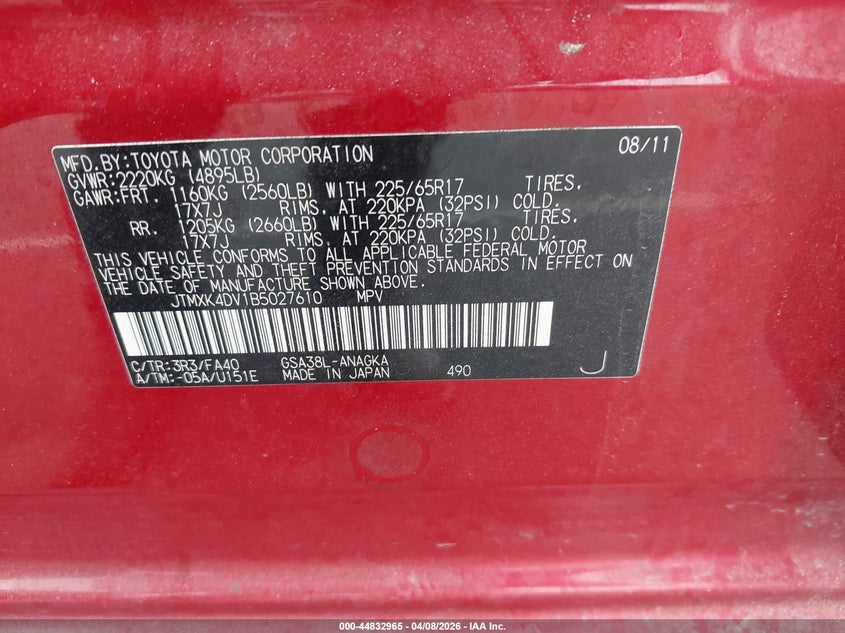 MFD.BY:TOYOTA MOTOR CORPORATION 08/11
GVWR:2220KG (4895LB)
GAWR:FRT. 1160KG (2560LB) WITH 225/65R17 TIRES,
17X7J RIMS, AT 220KPA (32PSI) COLD.
RR. 1205KG (2660LB) WITH 225/65R17 TIRES,
17X7J RIMS, AT 220KPA (32PSI) COLD.
THIS VEHICLE CONFORMS TO ALL APPLICABLE FEDERAL MOTOR
VEHICLE SAFETY AND THEFT PREVENTION STANDARDS IN EFFECT ON
THE DATE OF MANUFACTURE SHOWN ABOVE.
JTMXK4DV1B5027610 MPV
C/TR:3R3/FA40 GSA38L-ANAGKA
A/TM:-05A/U151E MADE IN JAPAN 490 J
000-44832965 - 04/08/2026 - IAA Inc.